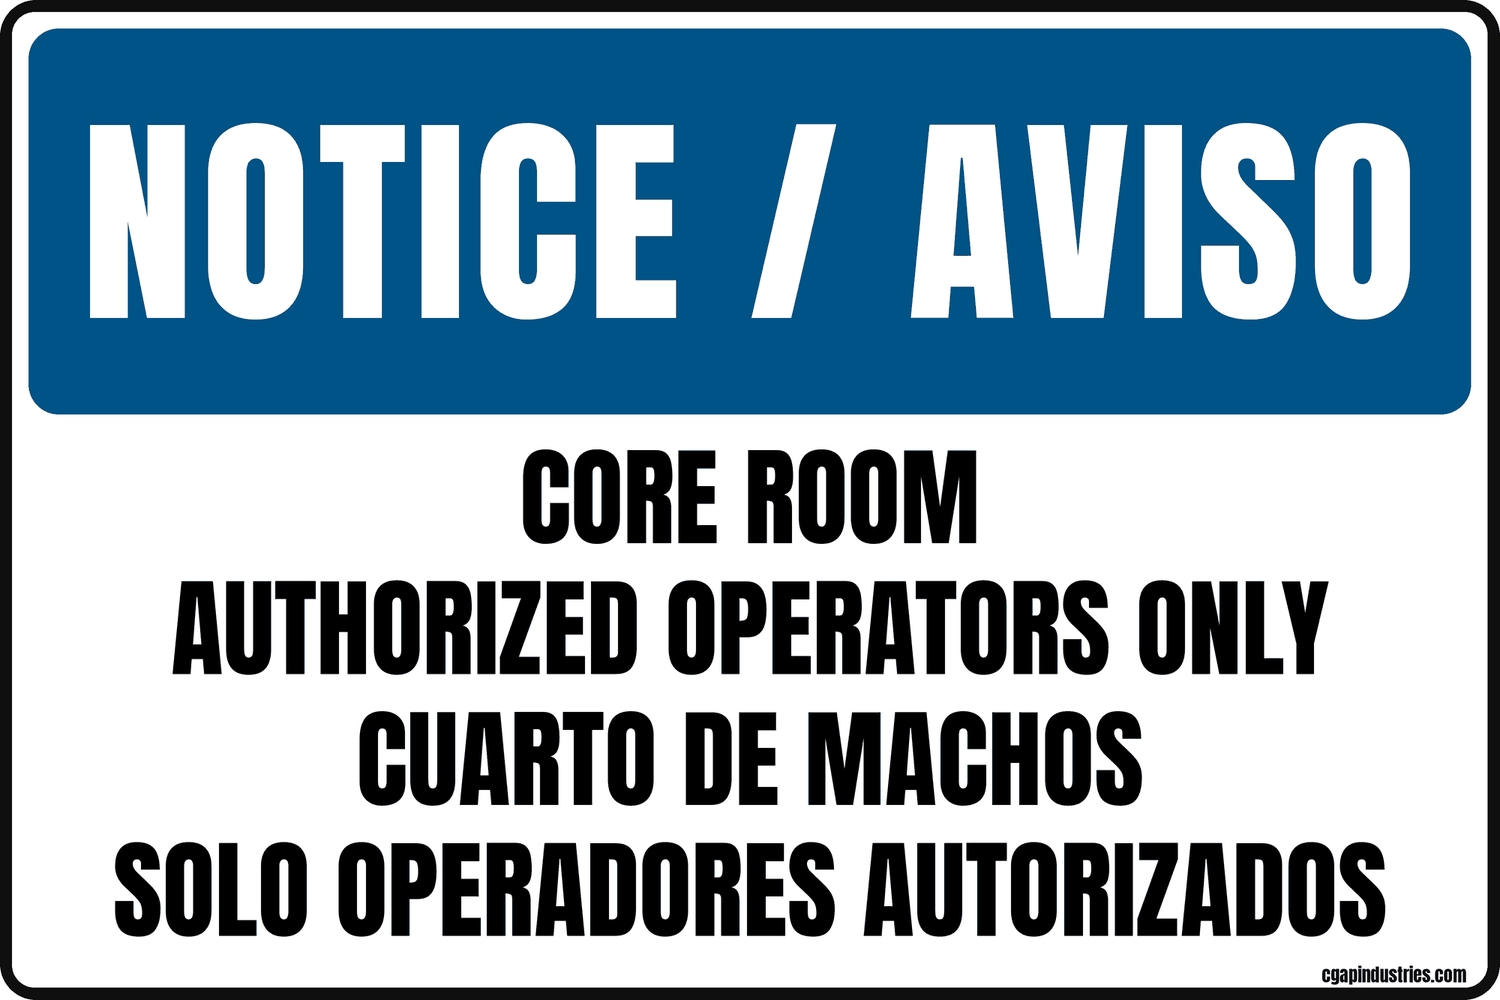 NOTICE / AVISO
CORE ROOM
AUTHORIZED OPERATORS ONLY
CUARTO DE MACHOS
SOLO OPERADORES AUTORIZADOS
cgapindustries.com